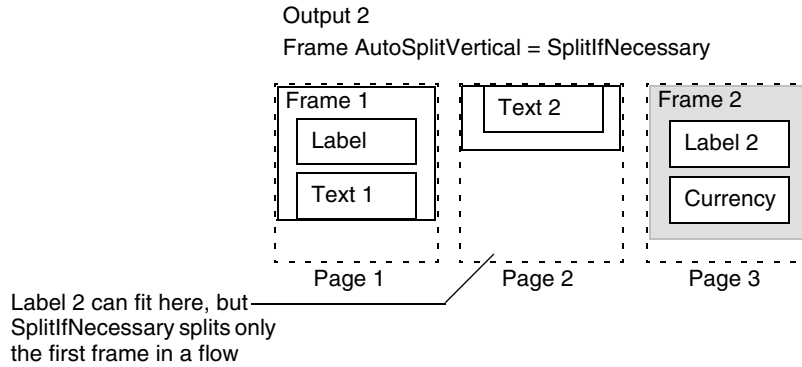 Output 2
Frame AutoSplitVertical = SplitIfNecessary
Frame 1
Label
Text 1
Page 1
Text 2
Page 2
Frame 2
Label 2
Currency
Page 3
Label 2 can fit here, but
SplitIfNecessary splits only
the first frame in a flow